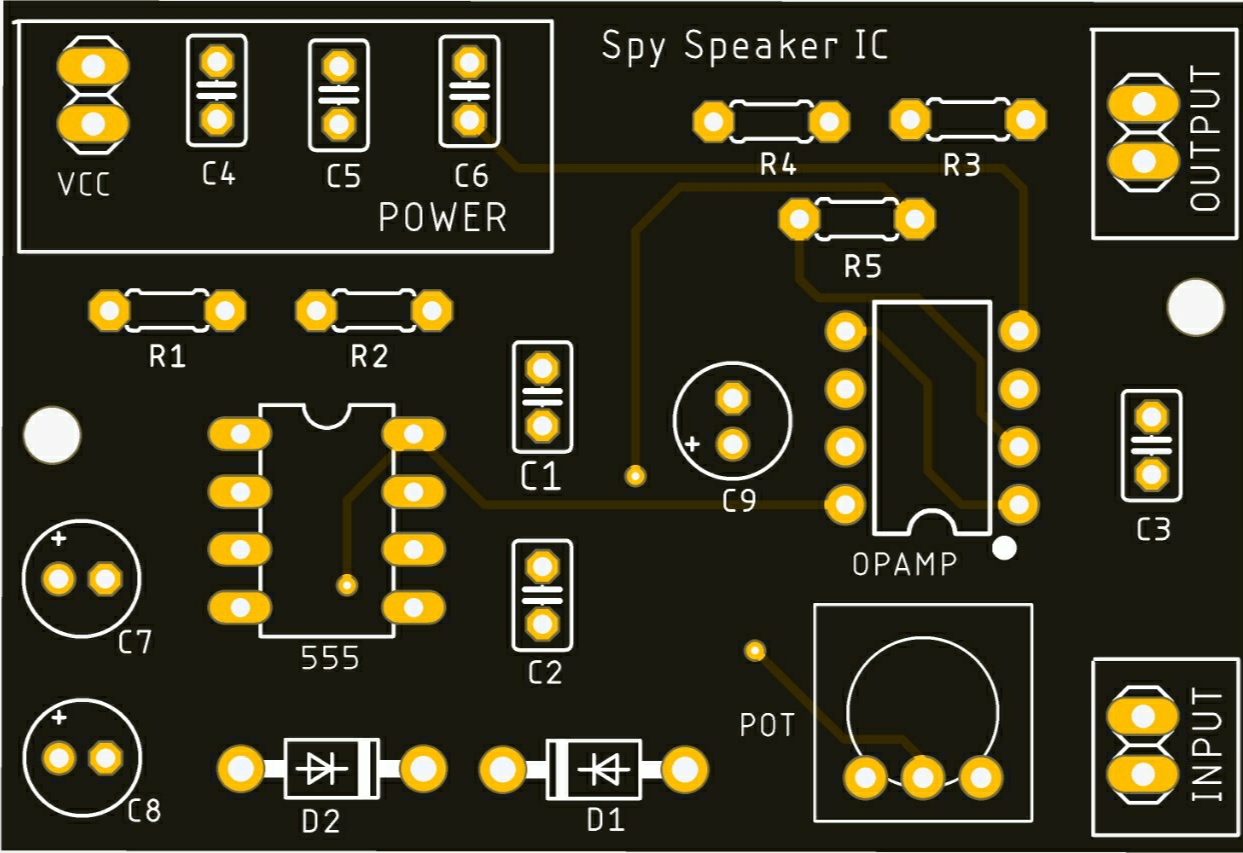 Spy Speaker IC
VCC
C4
C5
C6
POWER
R4
R3
OUTPUT
R5
R1
R2
C1
C9
C3
OPAMP
+
+
C7
555
C2
POT
INPUT
+
C8
D2
D1